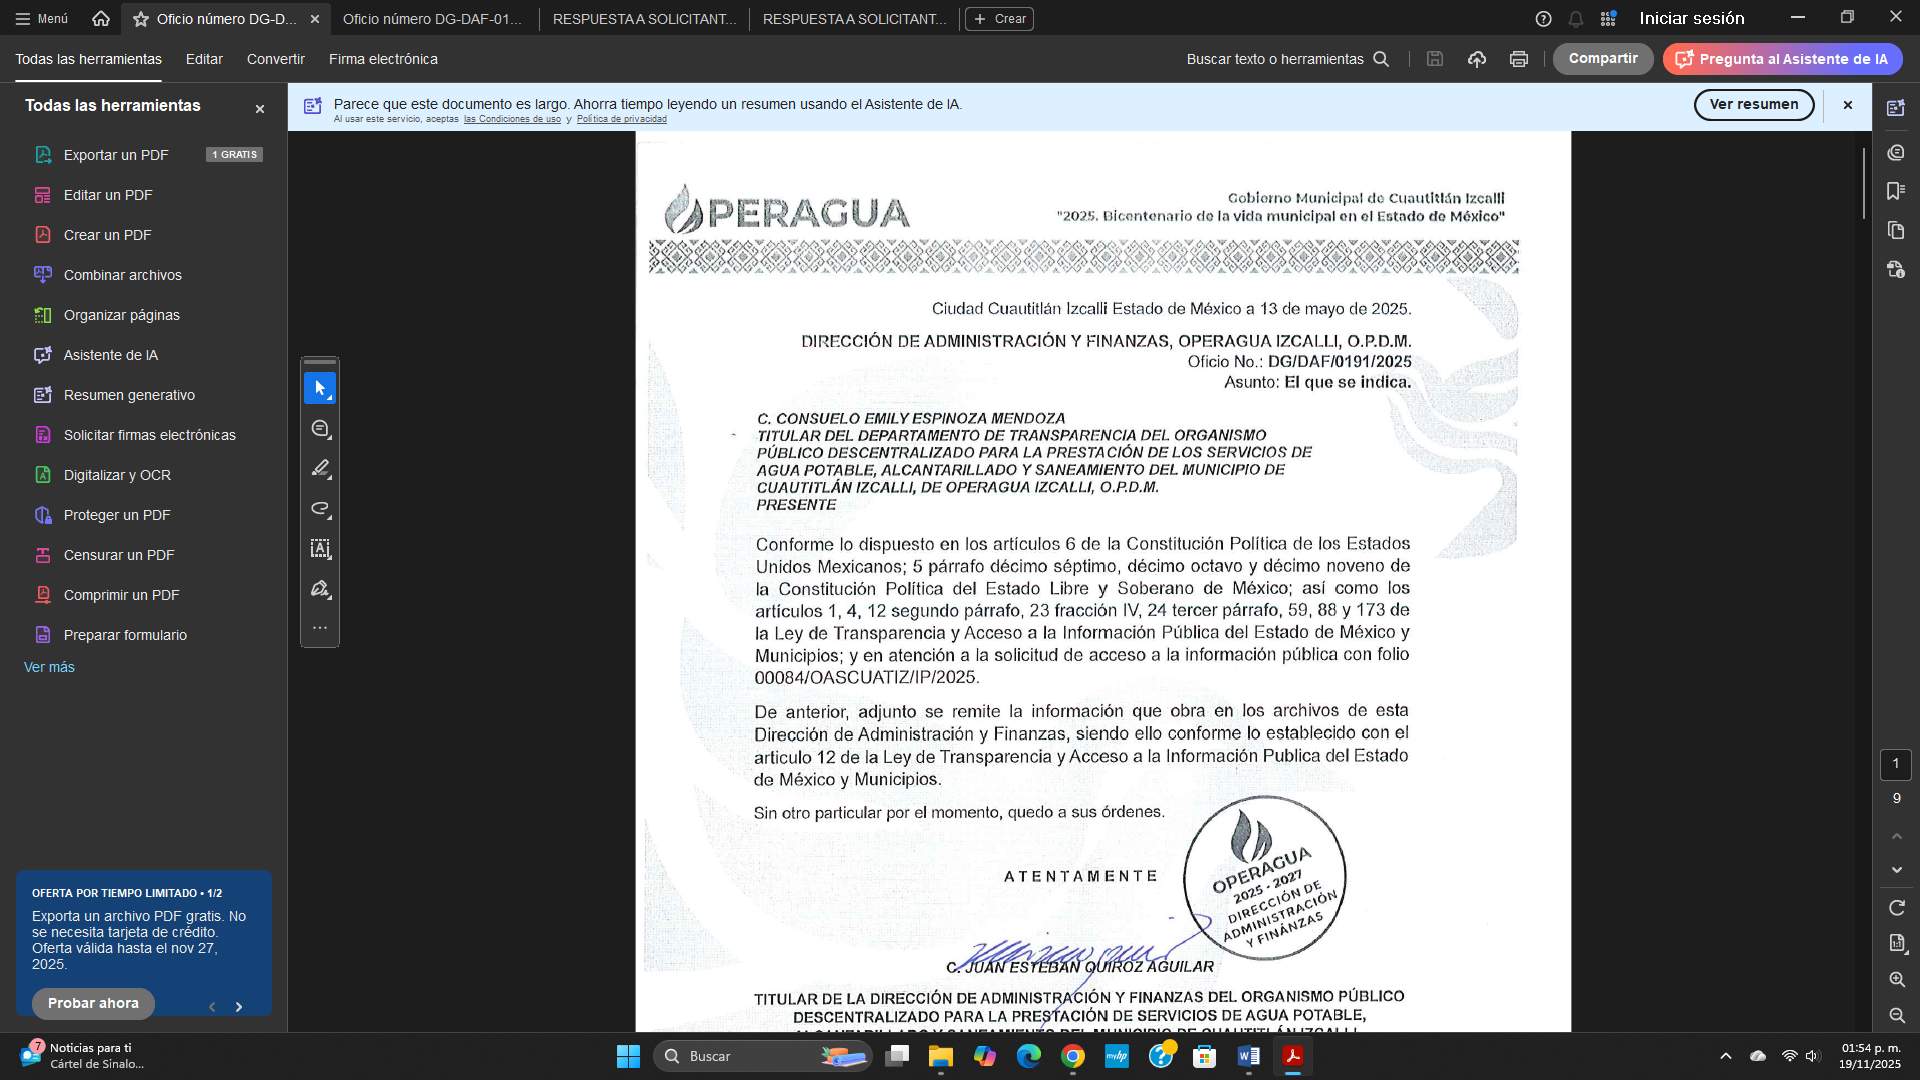 Menú
Oficio número DG-D...
Oficio número DG-DAF-01...
RESPUESTA A SOLICITANT...
RESPUESTA A SOLICITANT...
Crear
Iniciar sesión
Todas las herramientas
Editar
Convertir
Firma electrónica
Buscar texto o herramientas
Compartir
Pregunta al Asistente de IA
Todas las herramientas
Exportar un PDF
1 GRATIS
Editar un PDF
Crear un PDF
Combinar archivos
Organizar páginas
Asistente de IA
Resumen generativo
Solicitar firmas electrónicas
Digitalizar y OCR
Proteger un PDF
Censurar un PDF
Comprimir un PDF
Preparar formulario
Ver más
OFERTA POR TIEMPO LIMITADO • 1/2
Exporta un archivo PDF gratis. No
se necesita tarjeta de crédito.
Oferta válida hasta el nov 27,
2025.
Probar ahora
Parece que este documento es largo. Ahorra tiempo leyendo un resumen usando el Asistente de IA.
Al usar este servicio, aceptas las Condiciones de uso y Política de privacidad
Ver resumen
OPERAGUA
Gobierno Municipal de Cuautitlán Izcalli
"2025. Bicentenario de la vida municipal en el Estado de México"
Ciudad Cuautitlán Izcalli Estado de México a 13 de mayo de 2025.
DIRECCIÓN DE ADMINISTRACIÓN Y FINANZAS, OPERAGUA IZCALLI, O.P.D.M.
Oficio No.: DG/DAF/0191/2025
Asunto: El que se indica.
C. CONSUELO EMILY ESPINOZA MENDOZA
TITULAR DEL DEPARTAMENTO DE TRANSPARENCIA DEL ORGANISMO
PÚBLICO DESCENTRALIZADO PARA LA PRESTACIÓN DE LOS SERVICIOS DE
AGUA POTABLE, ALCANTARILLADO Y SANEAMIENTO DEL MUNICIPIO DE
CUAUTITLÁN IZCALLI, DE OPERAGUA IZCALLI, O.P.D.M.
PRESENTE
Conforme lo dispuesto en los artículos 6 de la Constitución Política de los Estados
Unidos Mexicanos; 5 párrafo décimo séptimo, décimo octavo y décimo noveno de
la Constitución Política del Estado Libre y Soberano de México; así como los
artículos 1, 4, 12 segundo párrafo, 23 fracción IV, 24 tercer párrafo, 59, 88 y 173 de
la Ley de Transparencia y Acceso a la Información Pública del Estado de México y
Municipios; y en atención a la solicitud de acceso a la información pública con folio
00084/OASCUATIZ/IP/2025.
De anterior, adjunto se remite la información que obra en los archivos de esta
Dirección de Administración y Finanzas, siendo ello conforme lo establecido con el
articulo 12 de la Ley de Transparencia y Acceso a la Información Publica del Estado
de México y Municipios.
Sin otro particular por el momento, quedo a sus órdenes.
ATENTAMENTE
OPERAGUA
2025 - 2027
DIRECCIÓN DE
ADMINISTRACIÓN
Y FINÁNZAS
C. JUAN ESTEBAN QUIROZ AGUILAR
TITULAR DE LA DIRECCIÓN DE ADMINISTRACIÓN Y FINANZAS DEL ORGANISMO PÚBLICO
DESCENTRALIZADO PARA LA PRESTACIÓN DE SERVICIOS DE AGUA POTABLE,
ALCANTARILLADO Y SANEAMIENTO DEL MUNICIPIO DE CUAUTITLÁN IZCALLI
1
9
7
Noticias para ti
Cártel de Sinalo...
Buscar
01:54 p. m.
19/11/2025